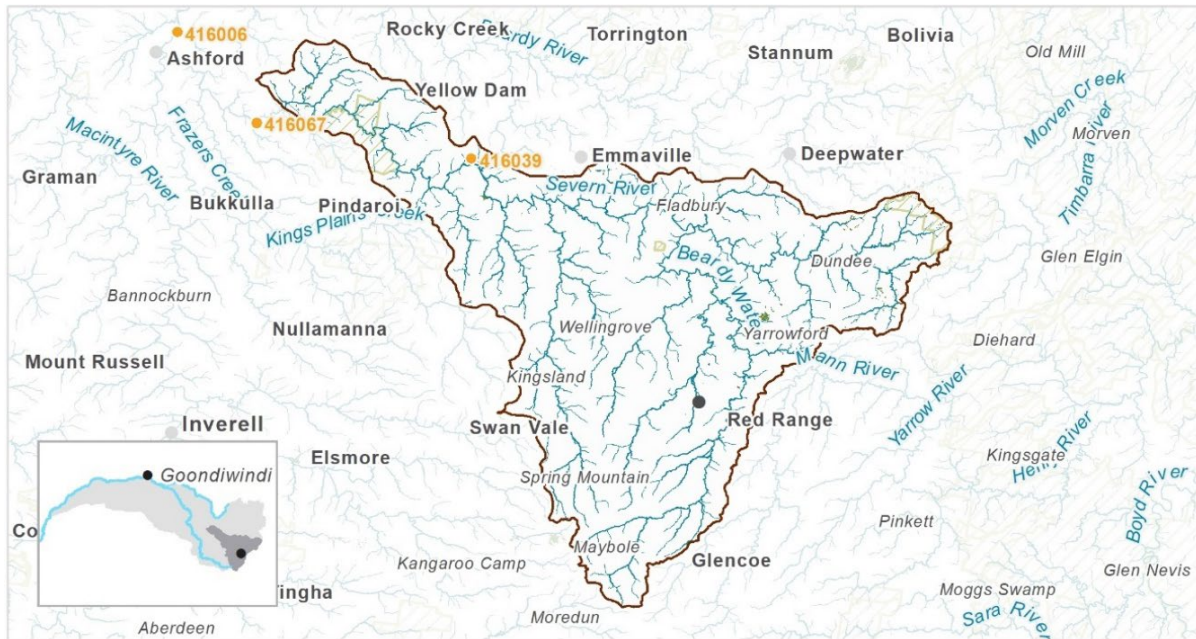 416006
Ashford
Rocky Creek
Torrington
Stannum
Bolivia
Old Mill
Yellow Dam
Morven Creek
Morven
Timbarra River
Macintyre River
Frazers Creek
416067
416039
Emmaville
Deepwater
Graman
Bukkulla
Pindaroi
Severn River
Fladbury
Kings Plains Creek
Dundee
Glen Elgin
Beardy Water
Bannockburn
Nullamanna
Wellingrove
Yarrowford
Diehard
Mount Russell
Mann River
Kingsland
Yarrow River
Inverell
Swan Vale
Red Range
Elsmore
Kingsgate
Henry River
Goondiwindi
Spring Mountain
Boyd River
Pinkett
Co
Maybole
Glencoe
Kangaroo Camp
Glen Nevis
Moggs Swamp
ingha
Moredun
Sara River
Aberdeen